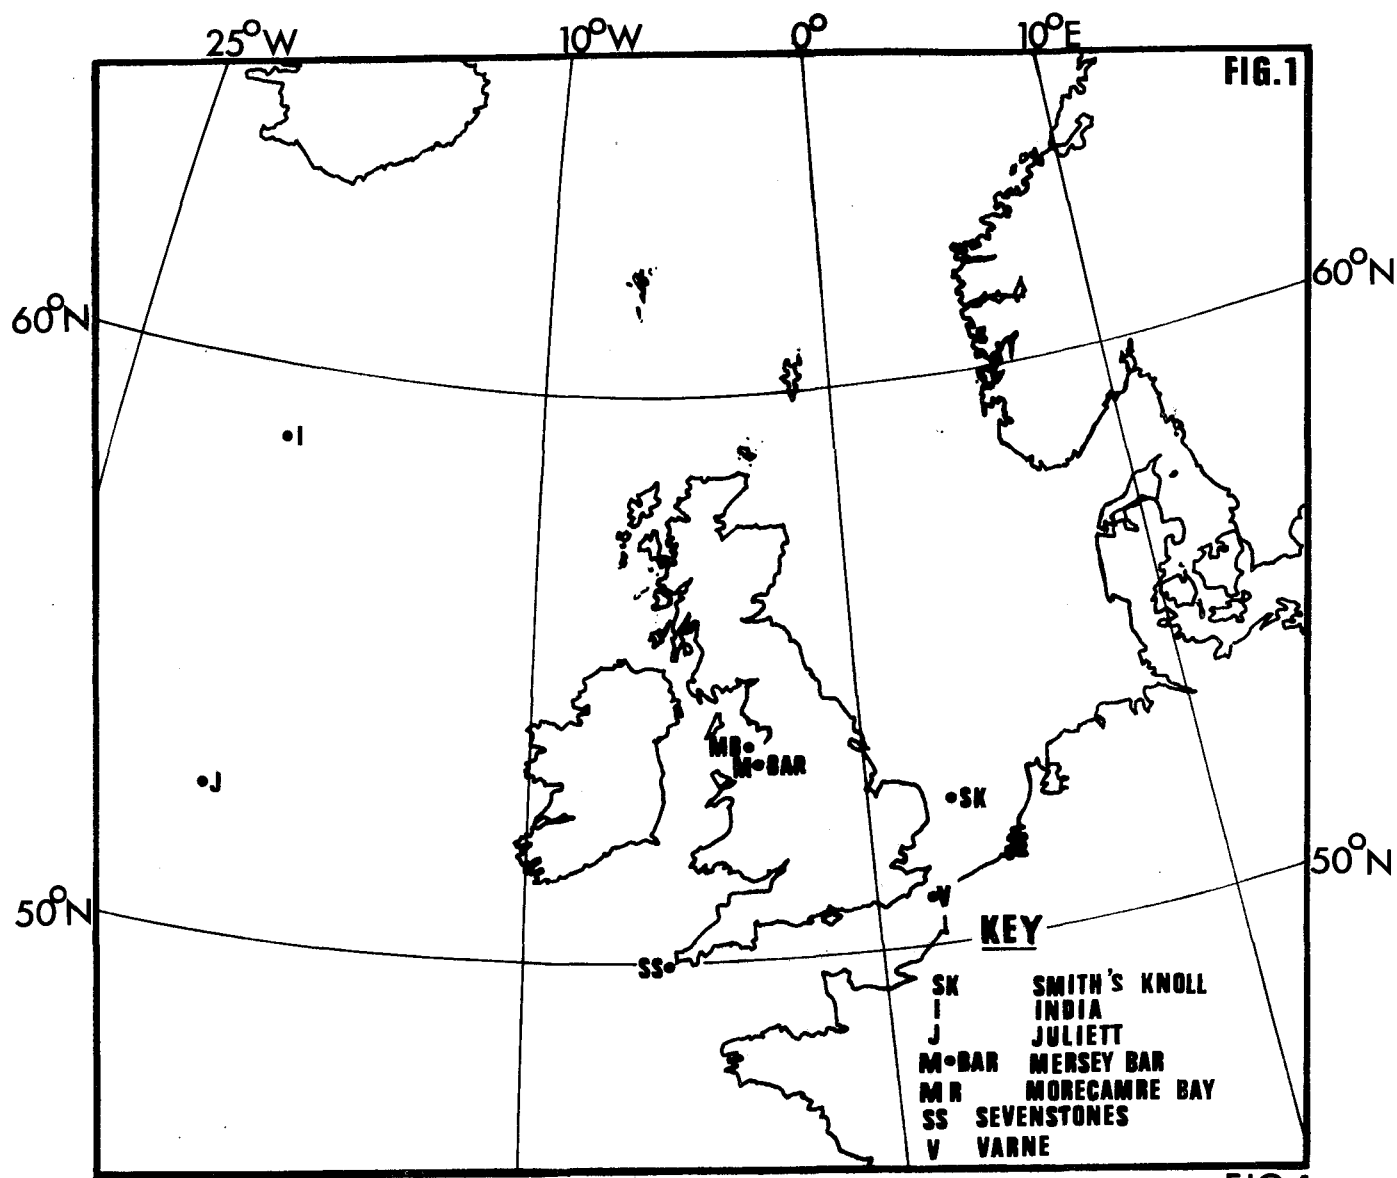 25°W 10°W 0° 10°E
FIG.1
60°N
60°N
I
J
MR
M•BAR
SK
50°N
V
50°N
SS
KEY
SK SMITH'S KNOLL
I INDIA
J JULIETT
M•BAR MERSEY BAR
MR MORECAMRE BAY
SS SEVENSTONES
V VARNE